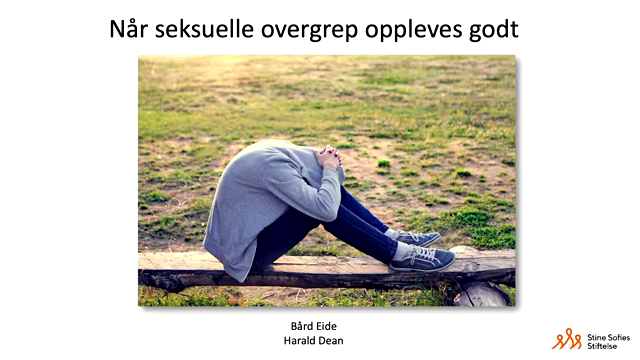 Når seksuelle overgrep oppleves godt
Bård Eide
Harald Dean
Stine Sofies
Stiftelse